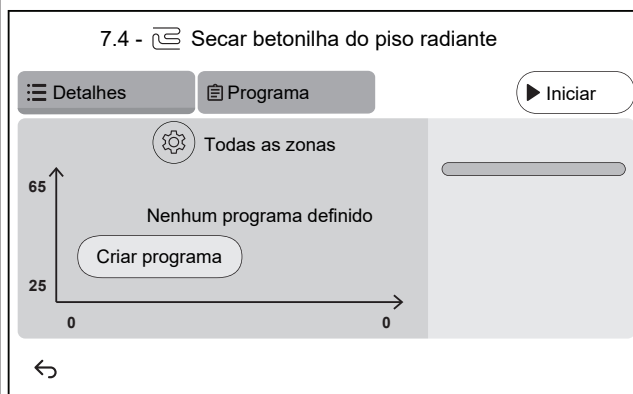 7.4 - Secar betonilha do piso radiante
Detalhes
Programa
Iniciar
Todas as zonas
65
Nenhum programa definido
Criar programa
25
0
0